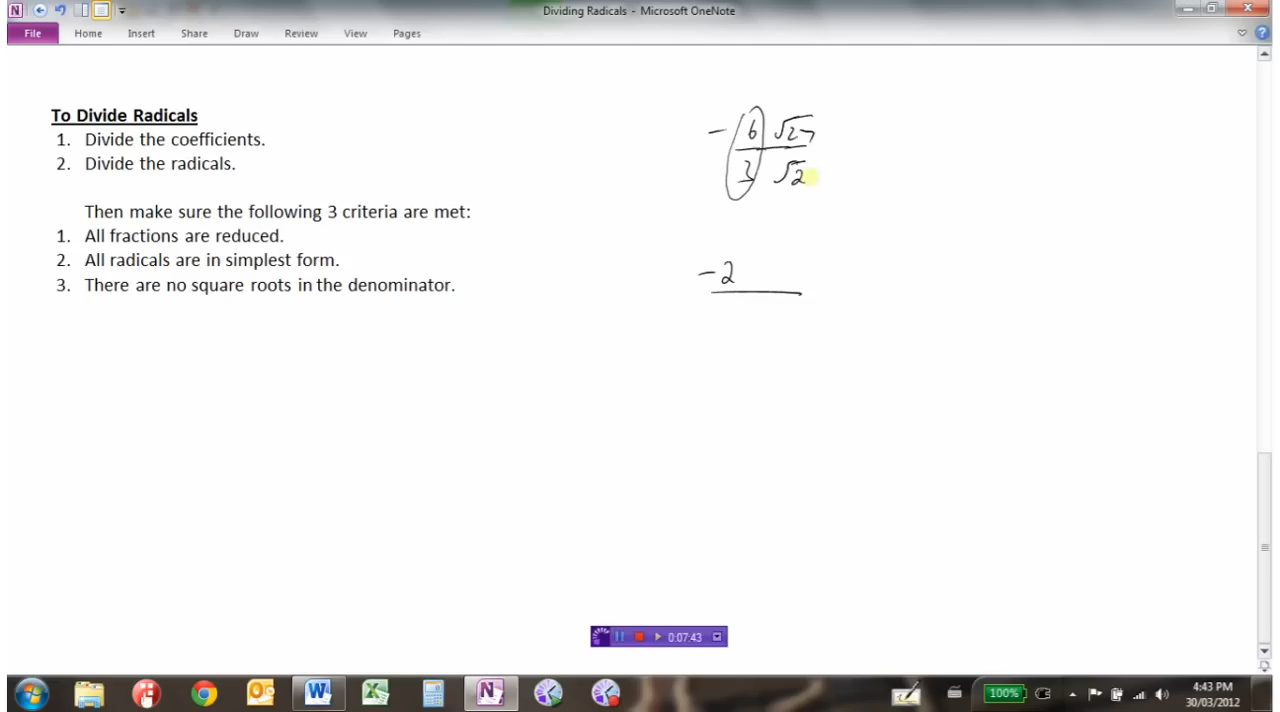 Dividing Radicals - Microsoft OneNote
File Home Insert Share Draw Review View Pages
To Divide Radicals
1. Divide the coefficients.
2. Divide the radicals.
Then make sure the following 3 criteria are met:
1. All fractions are reduced.
2. All radicals are in simplest form.
3. There are no square roots in the denominator.
- 6 √27
3 √2
-2
0:07:43
100%
4:43 PM
30/03/2012